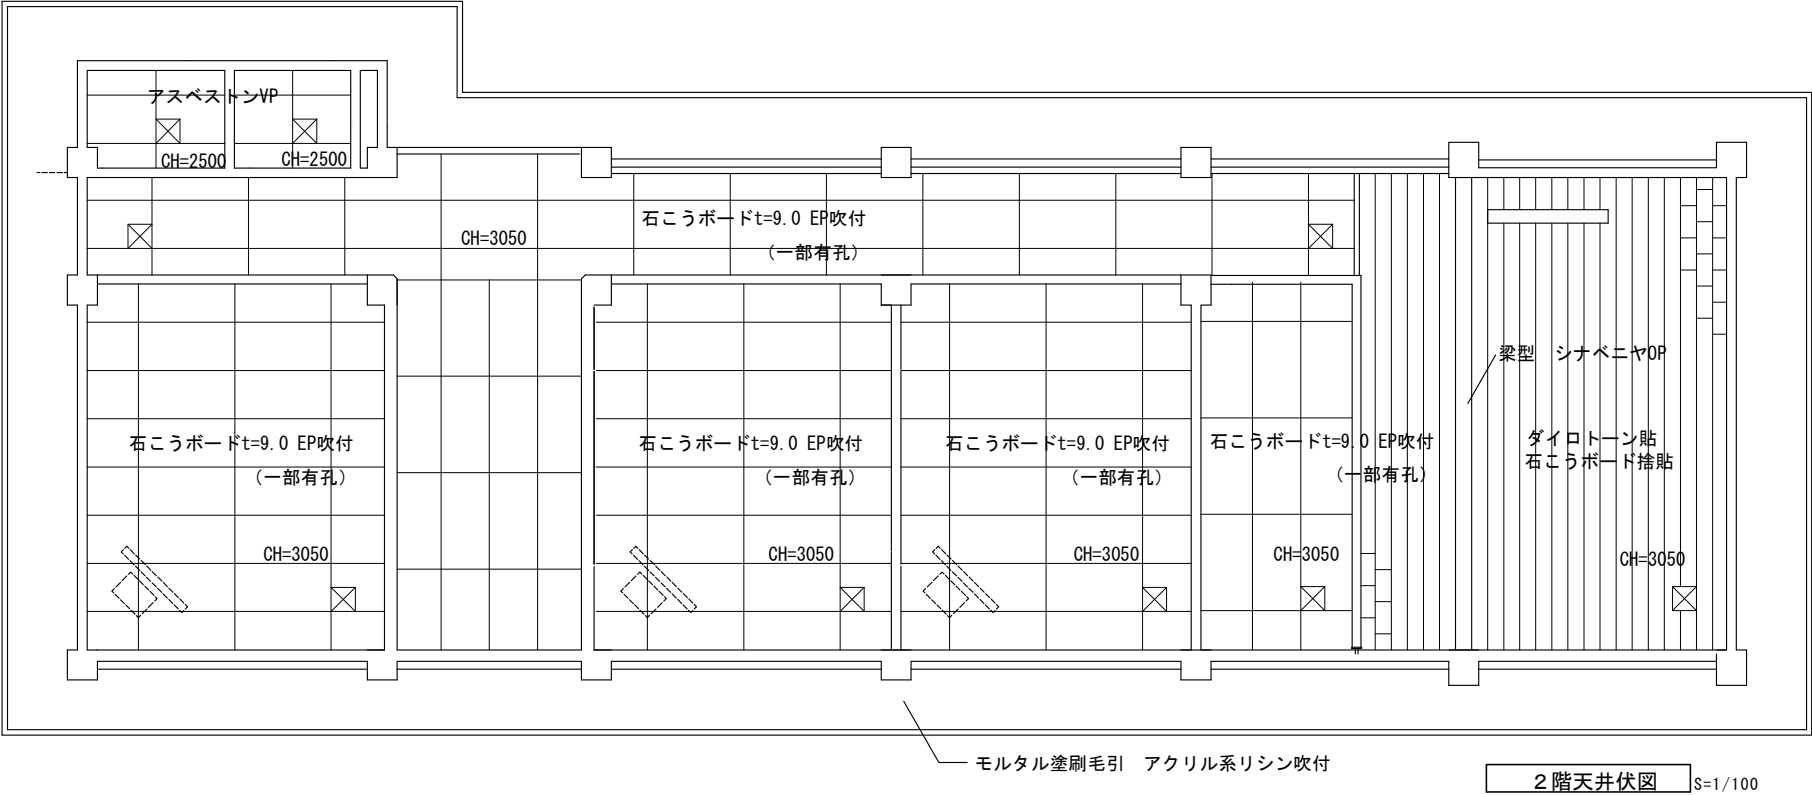 アスベストンVP
CH=2500
CH=2500
石こうボードt=9.0 EP吹付
(一部有孔)
CH=3050
梁型　シナベニヤOP
石こうボードt=9.0 EP吹付
(一部有孔)
石こうボードt=9.0 EP吹付
(一部有孔)
石こうボードt=9.0 EP吹付
(一部有孔)
石こうボードt=9.0 EP吹付
(一部有孔)
ダイロトーン貼
石こうボード捨貼
CH=3050
CH=3050
CH=3050
CH=3050
CH=3050
モルタル塗刷毛引　アクリル系リシン吹付
2階天井伏図
S=1/100